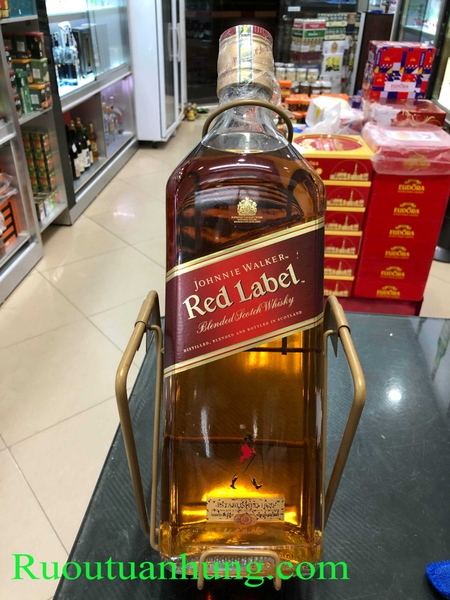 JOHNNIE WALKER
Red Label
Blended Scotch Whisky
DISTILLED, BLENDED AND BOTTLED IN SCOTLAND.
EUDORA
EUDORA
EUDORA
EUDORA
EUDORA
Ruoutuanhung.com